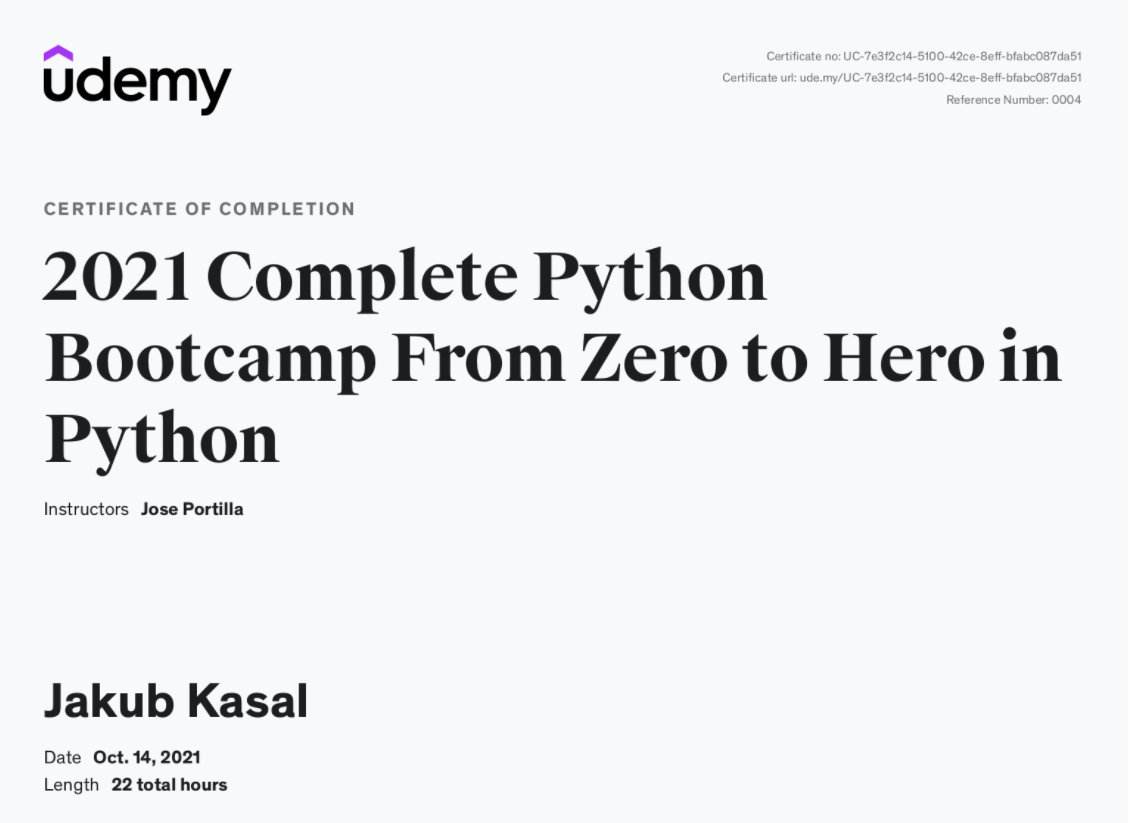 udemy
Certificate no: UC-7e3f2c14-5100-42ce-8eff-bfabc087da51
Certificate url: ude.my/UC-7e3f2c14-5100-42ce-8eff-bfabc087da51
Reference Number: 0004
CERTIFICATE OF COMPLETION
2021 Complete Python
Bootcamp From Zero to Hero in
Python
Instructors Jose Portilla
Jakub Kasal
Date Oct. 14, 2021
Length 22 total hours